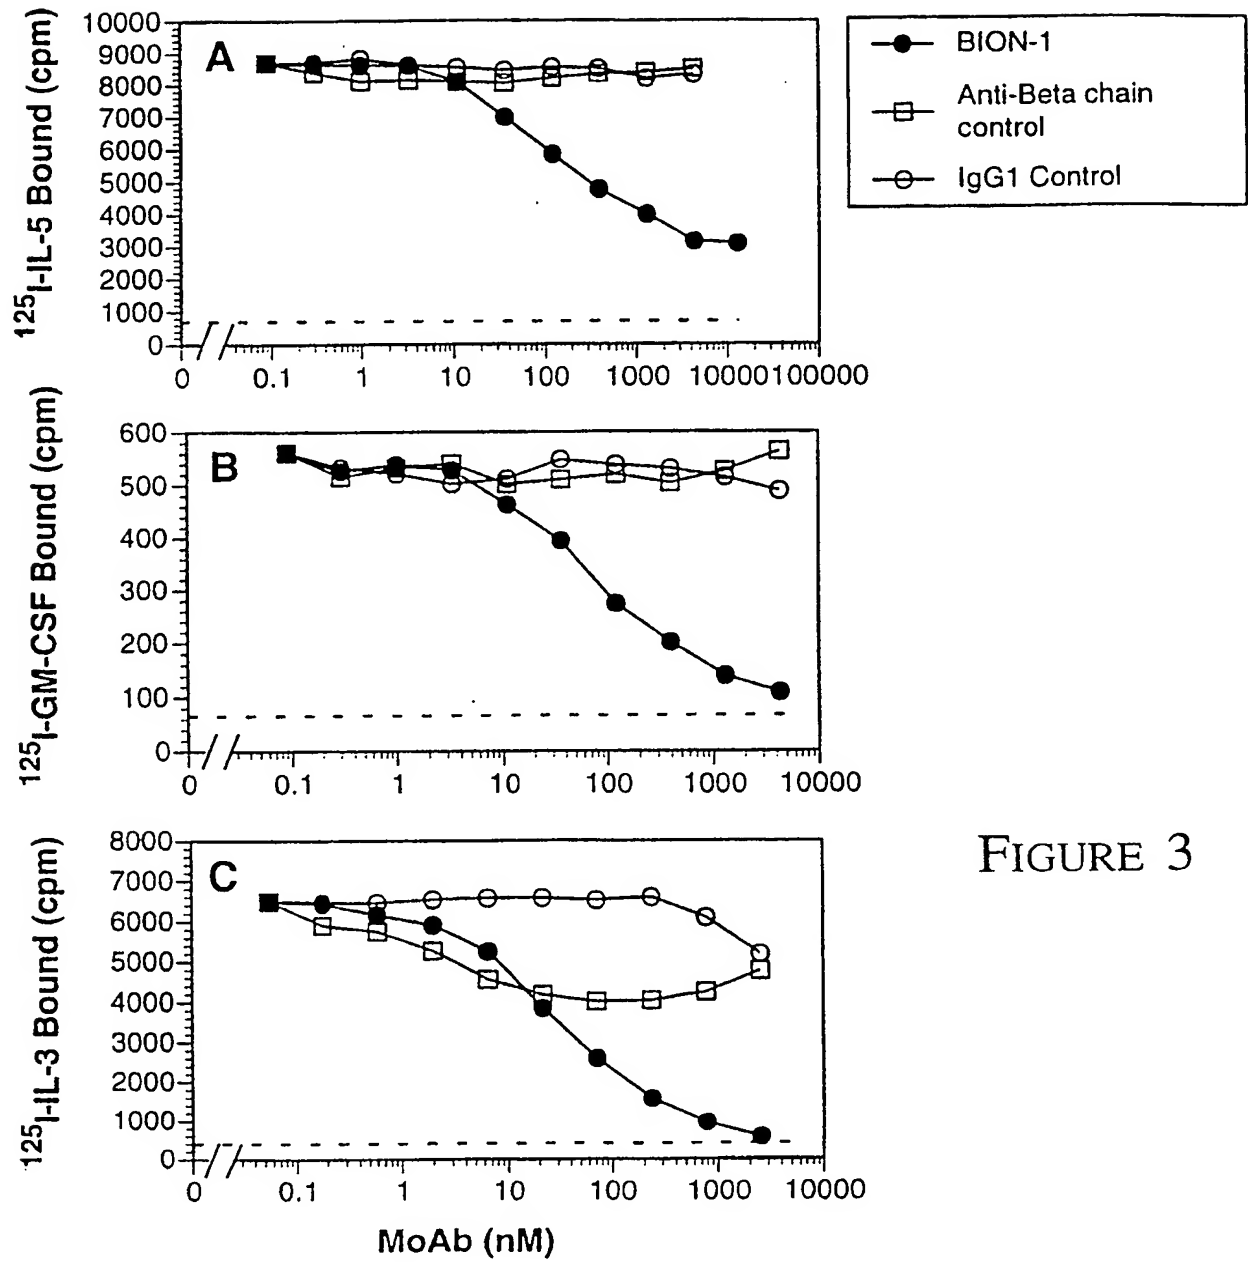 A
10000
9000
8000
7000
6000
5000
4000
3000
2000
1000
0
125I-IL-5 Bound (cpm)
0 0.1 1 10 100 1000 10000 100000
BION-1
Anti-Beta chain
control
IgG1 Control
B
600
500
400
300
200
100
0
125I-GM-CSF Bound (cpm)
0 0.1 1 10 100 1000 10000
C
8000
7000
6000
5000
4000
3000
2000
1000
0
125I-IL-3 Bound (cpm)
0 0.1 1 10 100 1000 10000
MoAb (nM)
FIGURE 3